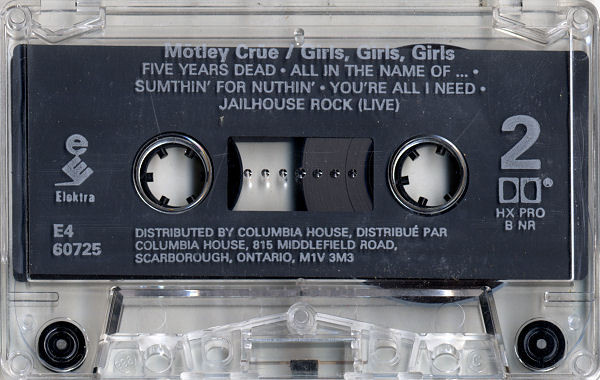 Mötley Crüe / Girls, Girls, Girls
FIVE YEARS DEAD • ALL IN THE NAME OF ... •
SUMTHIN' FOR NUTHIN' • YOU'RE ALL I NEED •
JAILHOUSE ROCK (LIVE)
2
HX PRO
B NR
Elektra
E4
60725
DISTRIBUTED BY COLUMBIA HOUSE, DISTRIBUÉ PAR
COLUMBIA HOUSE, 815 MIDDLEFIELD ROAD,
SCARBOROUGH, ONTARIO, M1V 3M3